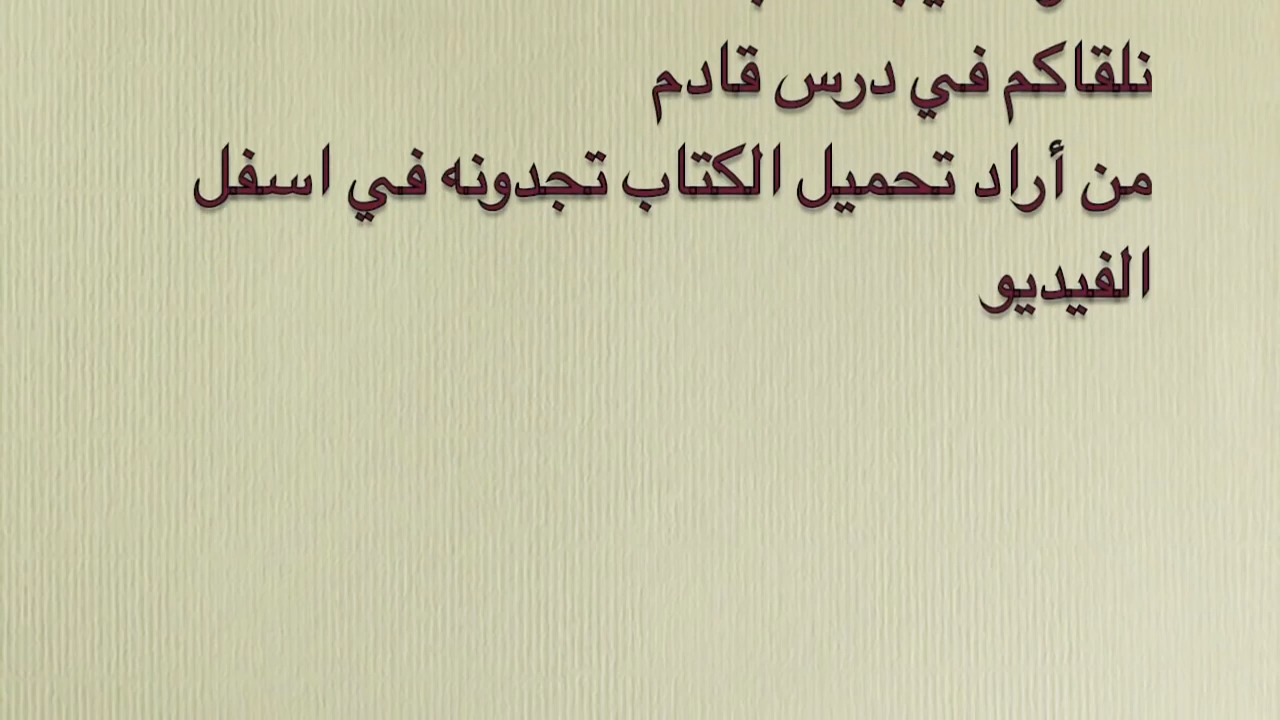 نلقاكم في درس قادم
من أراد تحميل الكتاب تجدونه في اسفل
الفيديو